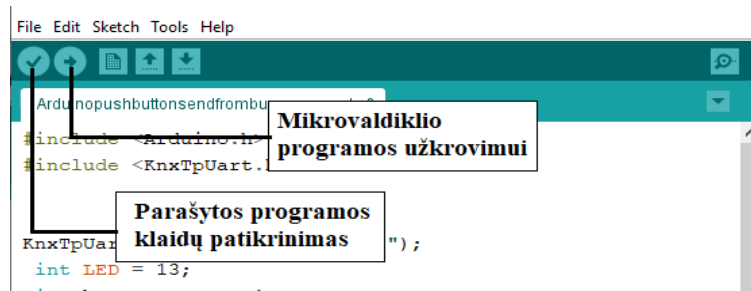 File Edit Sketch Tools Help
Arduinopushbuttonsendfrombu
Mikrovaldiklio
programos užkrovimui
#include <Arduino.h>
#include <KnxTpUart.
Parašytos programos
klaidų patikrinimas
KnxTpUar ");
int LED = 13;